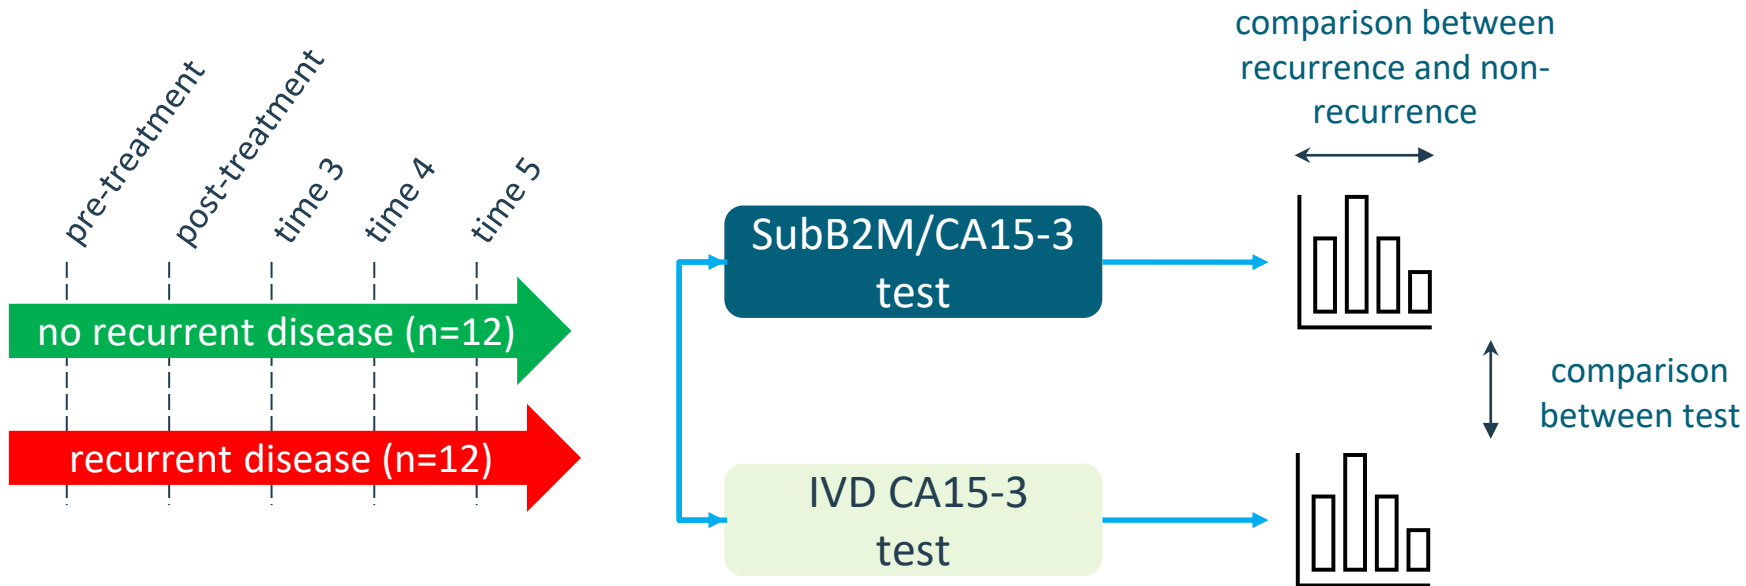 pre-treatment
post-treatment
time 3
time 4
time 5
no recurrent disease (n=12)
recurrent disease (n=12)
SubB2M/CA15-3
test
IVD CA15-3
test
comparison between
recurrence and non-
recurrence
comparison
between test